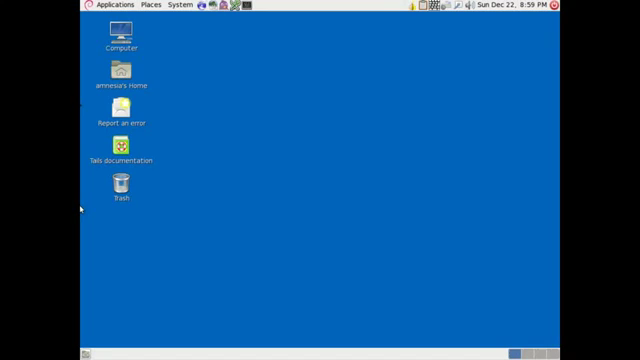 Applications Places System Sun Dec 22, 8:59 PM
Computer
amnesia's Home
Report an error
Tails documentation
Trash